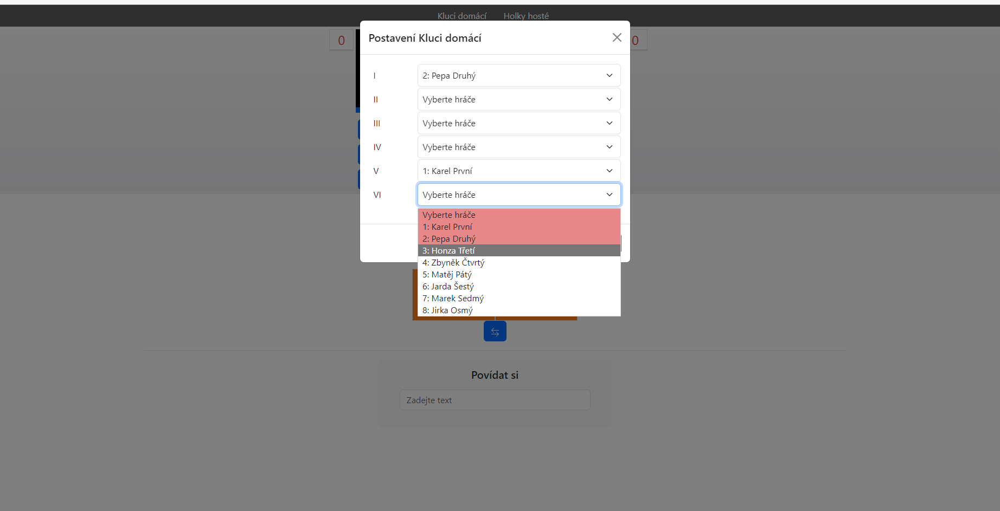 Kluci domácí Holky hosté
Postavení Kluci domácí
0 0
I 2: Pepa Druhý
II Vyberte hráče
III Vyberte hráče
IV Vyberte hráče
V 1: Karel První
VI Vyberte hráče
Vyberte hráče
1: Karel První
2: Pepa Druhý
3: Honza Třetí
4: Zbyněk Čtvrtý
5: Matěj Pátý
6: Jarda Šestý
7: Marek Sedmý
8: Jirka Osmý
Povídat si
Zadejte text